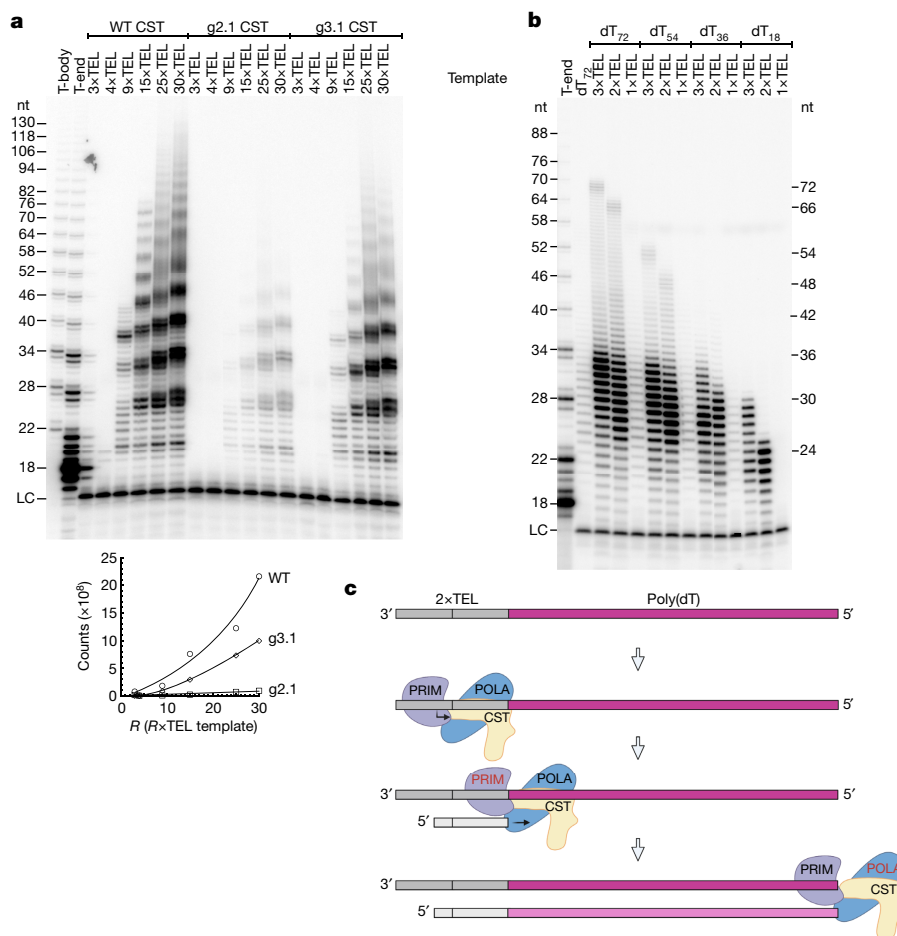 a
WT CST g2.1 CST g3.1 CST
T-body T-end 3×TEL 4×TEL 9×TEL 15×TEL 25×TEL 30×TEL 3×TEL 4×TEL 9×TEL 15×TEL 25×TEL 30×TEL 3×TEL 4×TEL 9×TEL 15×TEL 25×TEL 30×TEL
nt
130
118
106
94
82
76
70
64
58
52
46
40
34
28
22
18
LC
25
20
15
10
5
0
Counts (×10⁸)
WT
g3.1
g2.1
0 10 20 30
R (R×TEL template)
b
dT₇₂ dT₅₄ dT₃₆ dT₁₈
Template
T-end dT₇₂ 3×TEL 2×TEL 1×TEL 3×TEL 2×TEL 1×TEL 3×TEL 2×TEL 1×TEL 3×TEL 2×TEL 1×TEL
nt nt
88
76
70
64
58
52
46
40
34
28
22
18
LC
72
66
54
48
42
36
30
24
c
2×TEL Poly(dT)
3′ 5′
PRIM POLA
CST
3′ 5′
PRIM POLA
CST
3′ 5′
5′
PRIM POLA
CST
3′
5′